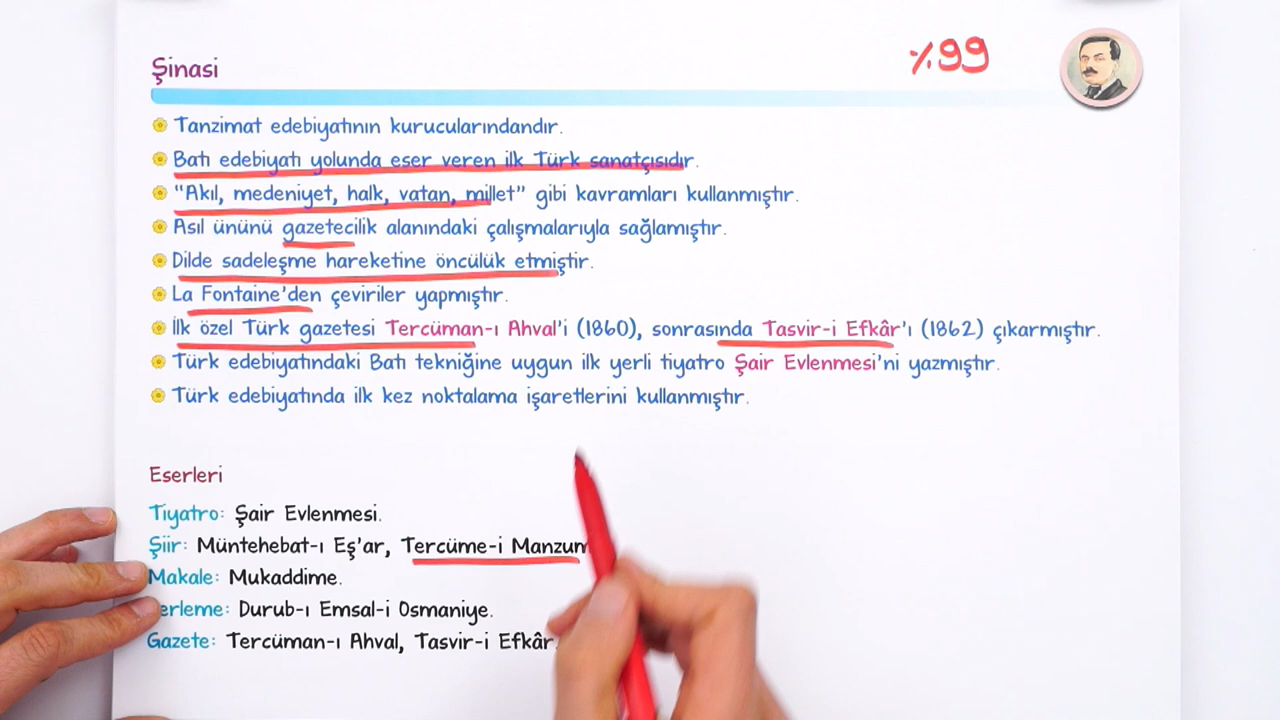 Şinasi
%99
Tanzimat edebiyatının kurucularındandır.
Batı edebiyatı yolunda eser veren ilk Türk sanatçısıdır.
"Akıl, medeniyet, halk, vatan, millet" gibi kavramları kullanmıştır.
Asıl ününü gazetecilik alanındaki çalışmalarıyla sağlamıştır.
Dilde sadeleşme hareketine öncülük etmiştir.
La Fontaine'den çeviriler yapmıştır.
İlk özel Türk gazetesi Tercüman-ı Ahval'i (1860), sonrasında Tasvir-i Efkâr'ı (1862) çıkarmıştır.
Türk edebiyatındaki Batı tekniğine uygun ilk yerli tiyatro Şair Evlenmesi'ni yazmıştır.
Türk edebiyatında ilk kez noktalama işaretlerini kullanmıştır.
Eserleri
Tiyatro: Şair Evlenmesi.
Şiir: Müntehebat-ı Eş'ar, Tercüme-i Manzum
Makale: Mukaddime.
erleme: Durub-ı Emsal-i Osmaniye.
Gazete: Tercüman-ı Ahval, Tasvir-i Efkâr.